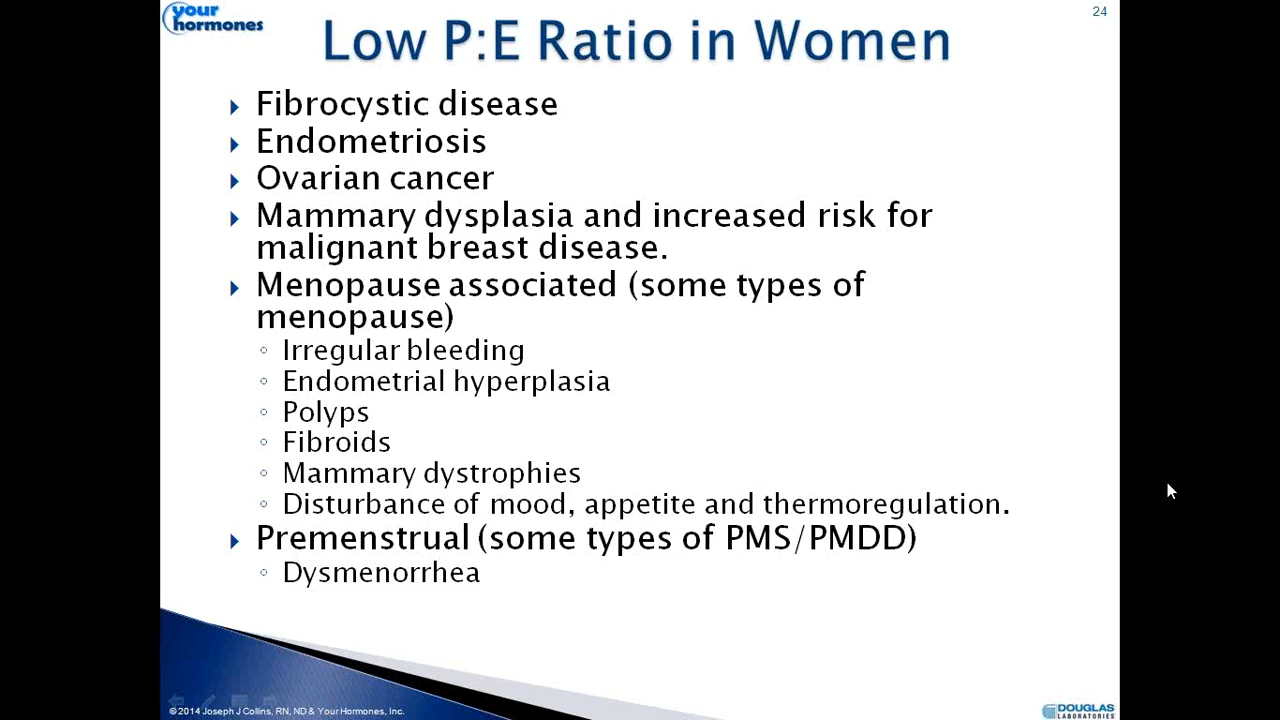 your
hormones
24
Low P:E Ratio in Women
Fibrocystic disease
Endometriosis
Ovarian cancer
Mammary dysplasia and increased risk for
malignant breast disease.
Menopause associated (some types of
menopause)
Irregular bleeding
Endometrial hyperplasia
Polyps
Fibroids
Mammary dystrophies
Disturbance of mood, appetite and thermoregulation.
Premenstrual (some types of PMS/PMDD)
Dysmenorrhea
©2014 Joseph J Collins, RN, ND & Your Hormones, Inc.
DOUGLAS
LABORATORIES